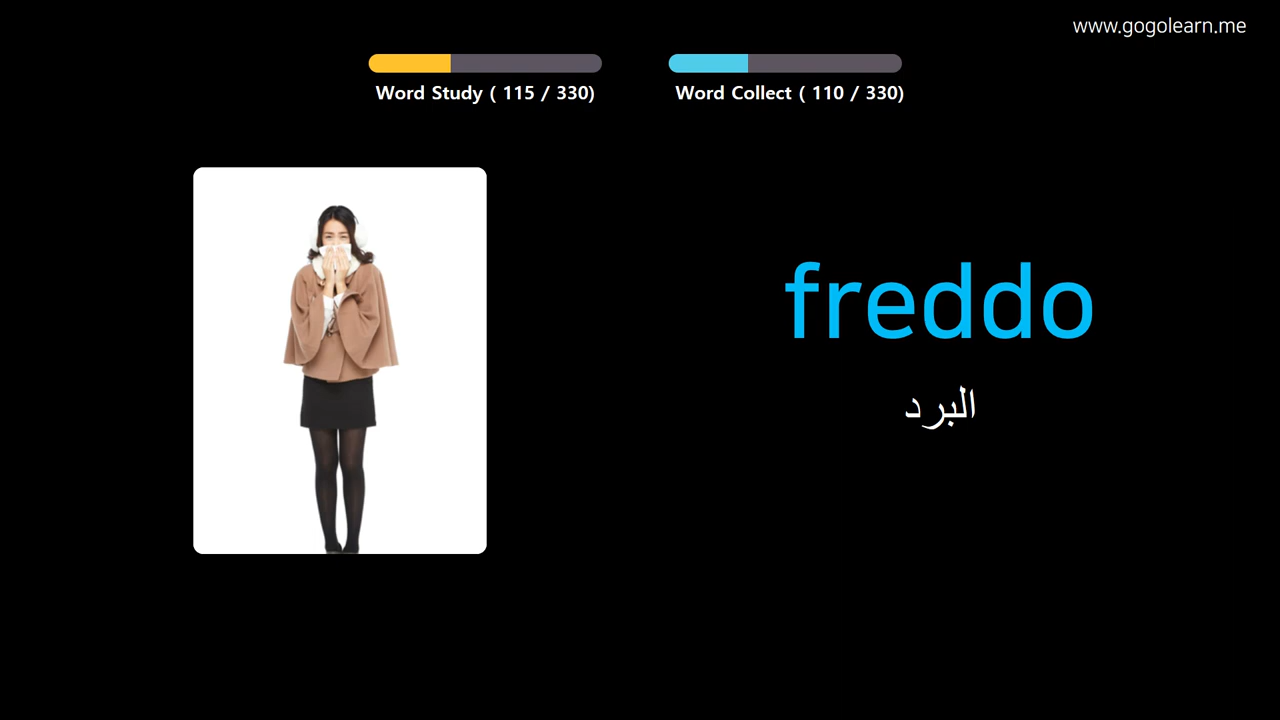 www.gogolearn.me
Word Study ( 115 / 330)
Word Collect ( 110 / 330)
freddo
البرد